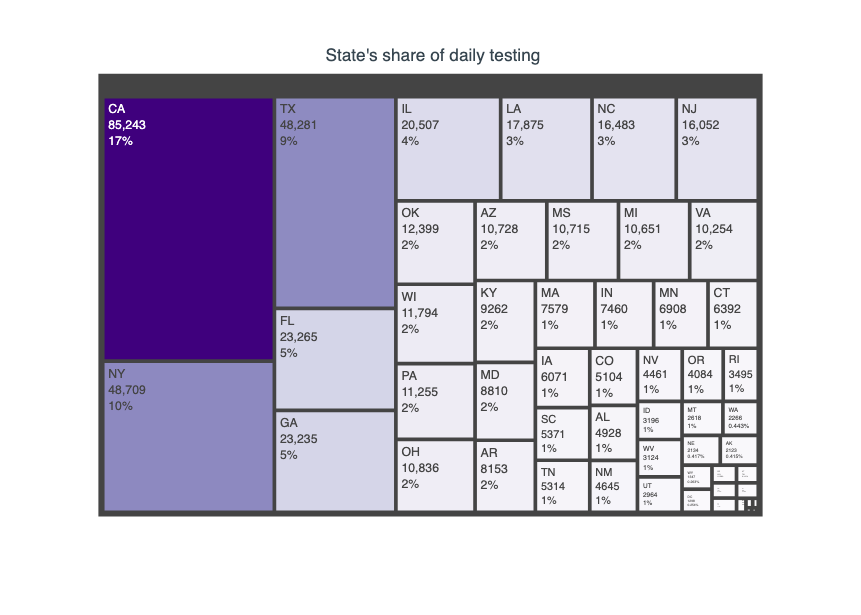 State's share of daily testing
CA
85,243
17%
NY
48,709
10%
TX
48,281
9%
FL
23,265
5%
GA
23,235
5%
IL
20,507
4%
LA
17,875
3%
NC
16,483
3%
NJ
16,052
3%
OK
12,399
2%
WI
11,794
2%
PA
11,255
2%
OH
10,836
2%
AZ
10,728
2%
MS
10,715
2%
MI
10,651
2%
VA
10,254
2%
KY
9262
2%
MD
8810
2%
AR
8153
2%
MA
7579
1%
IN
7460
1%
MN
6908
1%
CT
6392
1%
IA
6071
1%
SC
5371
1%
TN
5314
1%
CO
5104
1%
AL
4928
1%
NM
4645
1%
NV
4461
1%
OR
4084
1%
RI
3495
1%
ID
3196
1%
WV
3124
1%
UT
2964
1%
MT
2618
1%
WA
2266
0.443%
NE
2134
0.417%
AK
2123
0.415%